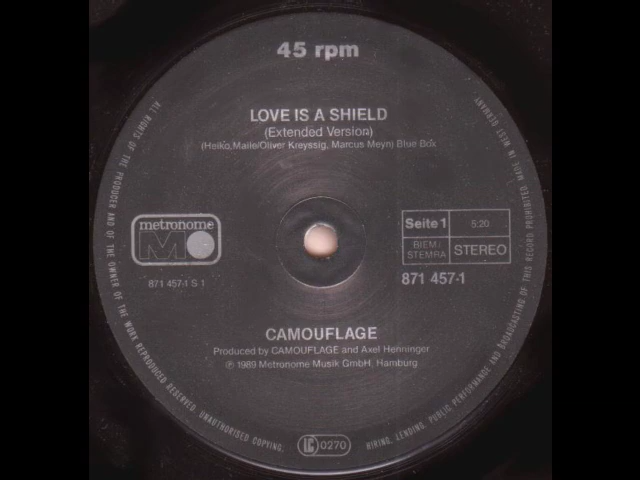 45 rpm
LOVE IS A SHIELD
(Extended Version)
(Heiko Maile/Oliver Kreyssig, Marcus Meyn) Blue Box
metronome
M
871 457-1 S 1
Seite 1
5:20
BIEM/
STEMRA
STEREO
871 457-1
CAMOUFLAGE
Produced by CAMOUFLAGE and Axel Henninger
℗ 1989 Metronome Musik GmbH, Hamburg
LC 0270
ALL RIGHTS OF THE PRODUCER AND OF THE OWNER OF THE WORK REPRODUCED RESERVED. UNAUTHORISED COPYING, HIRING, LENDING, PUBLIC PERFORMANCE AND BROADCASTING OF THIS RECORD PROHIBITED. MADE IN WEST GERMANY